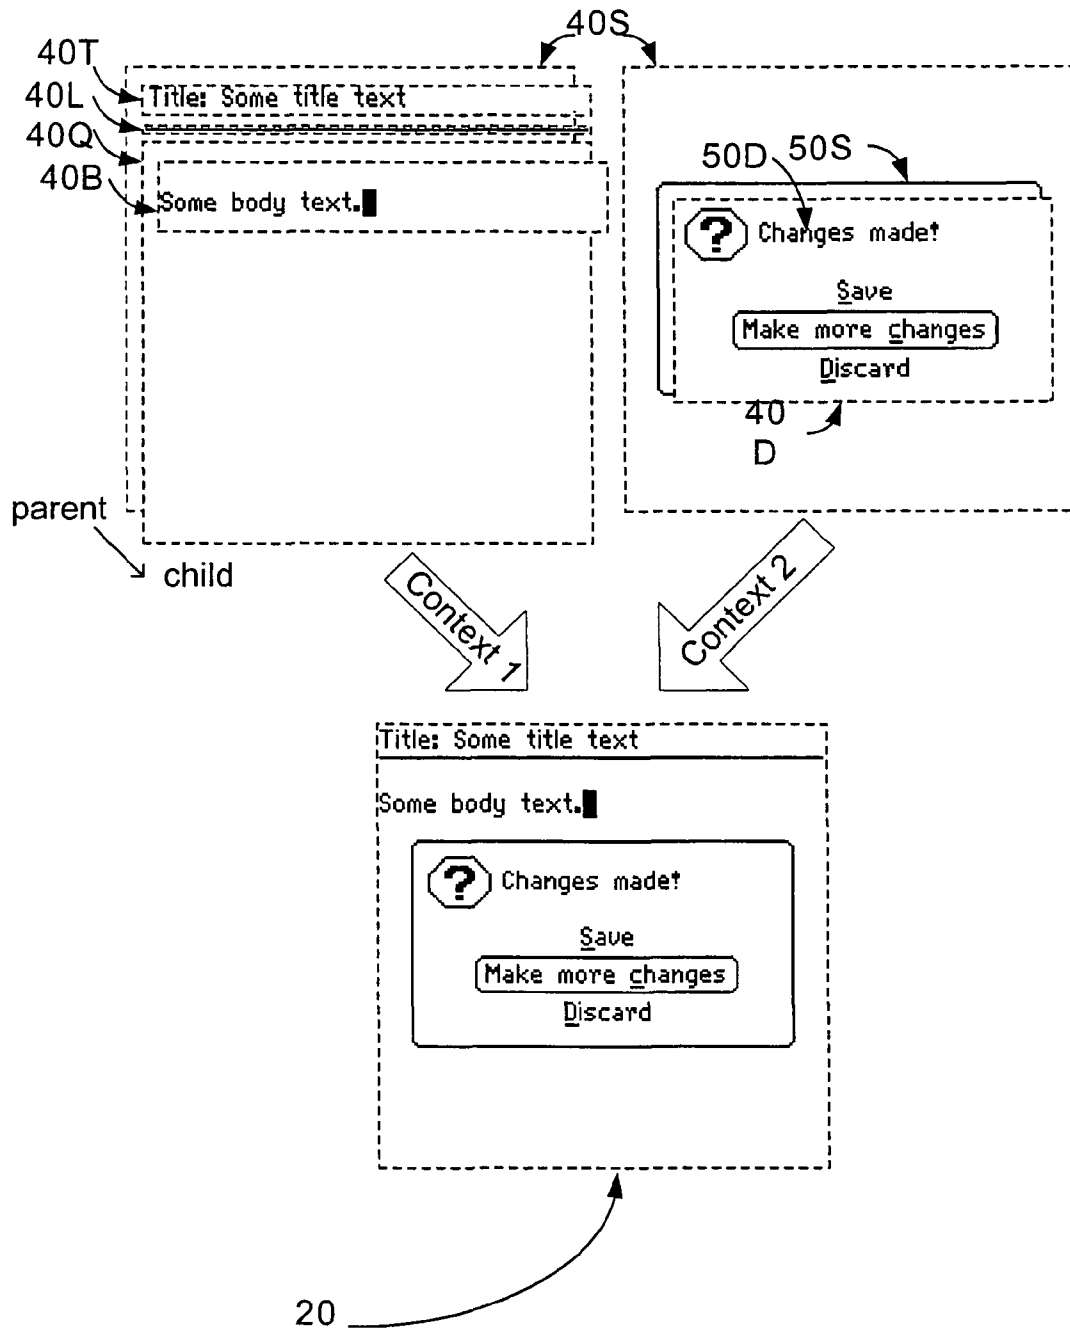 40S
40T
Title: Some title text
40L
40Q
40B
Some body text.
50D
50S
? Changes made!
Save
Make more changes
Discard
40
D
parent
child
Context 1
Context 2
Title: Some title text
Some body text.
? Changes made!
Save
Make more changes
Discard
20